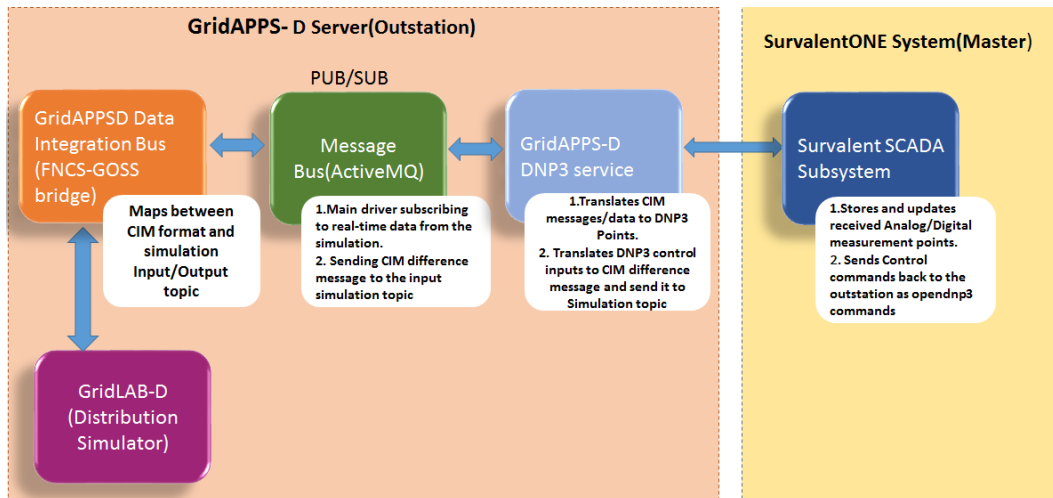 GridAPPS- D Server(Outstation)
SurvalentONE System(Master)
PUB/SUB
GridAPPSD Data
Integration Bus
(FNCS-GOSS
bridge)
Message
Bus(ActiveMQ)
GridAPPS-D
DNP3 service
Survalent SCADA
Subsystem
Maps between
CIM format and
simulation
Input/Output
topic
1.Main driver subscribing
to real-time data from the
simulation.
2. Sending CIM difference
message to the input
simulation topic
1.Translates CIM
messages/data to DNP3
Points.
2. Translates DNP3 control
inputs to CIM difference
message and send it to
Simulation topic
1.Stores and updates
received Analog/Digital
measurement points.
2. Sends Control
commands back to the
outstation as opendnp3
commands
GridLAB-D
(Distribution
Simulator)